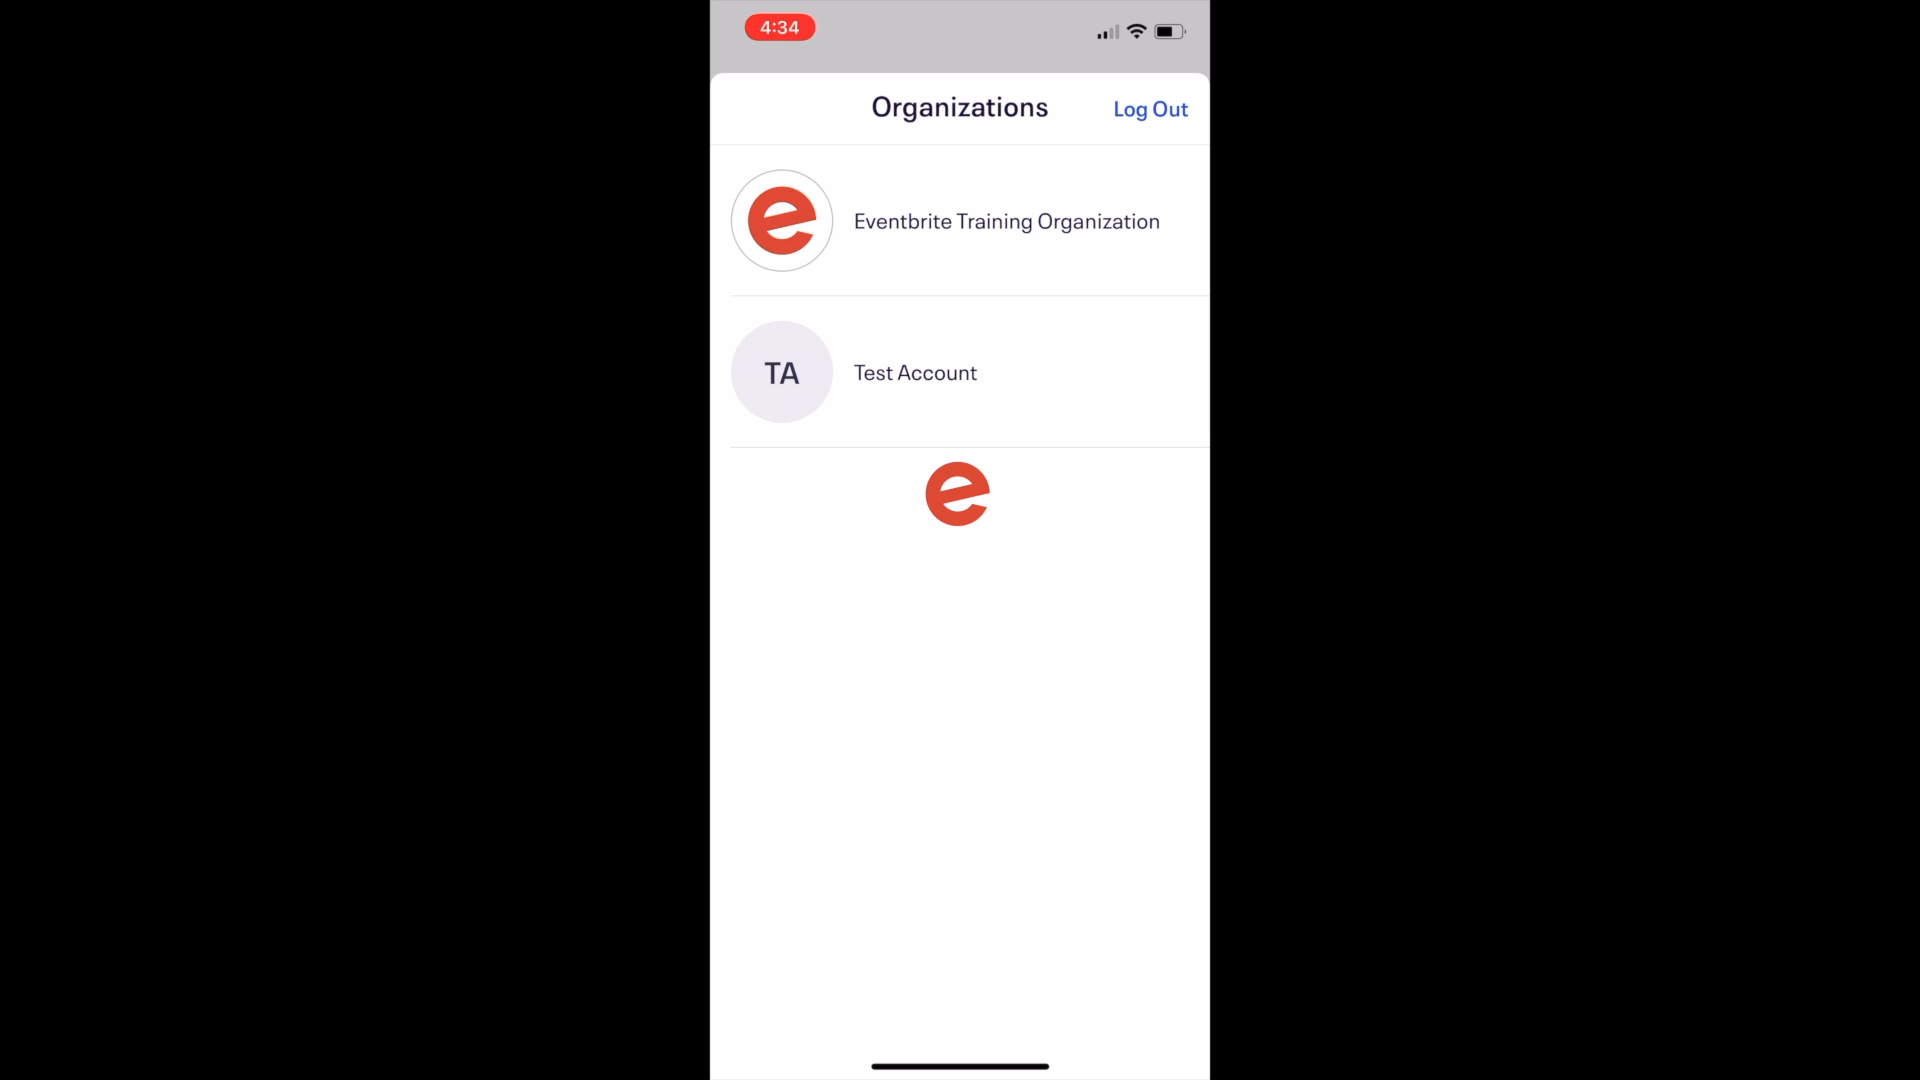 4:34
Organizations
Log Out
Eventbrite Training Organization
TA
Test Account